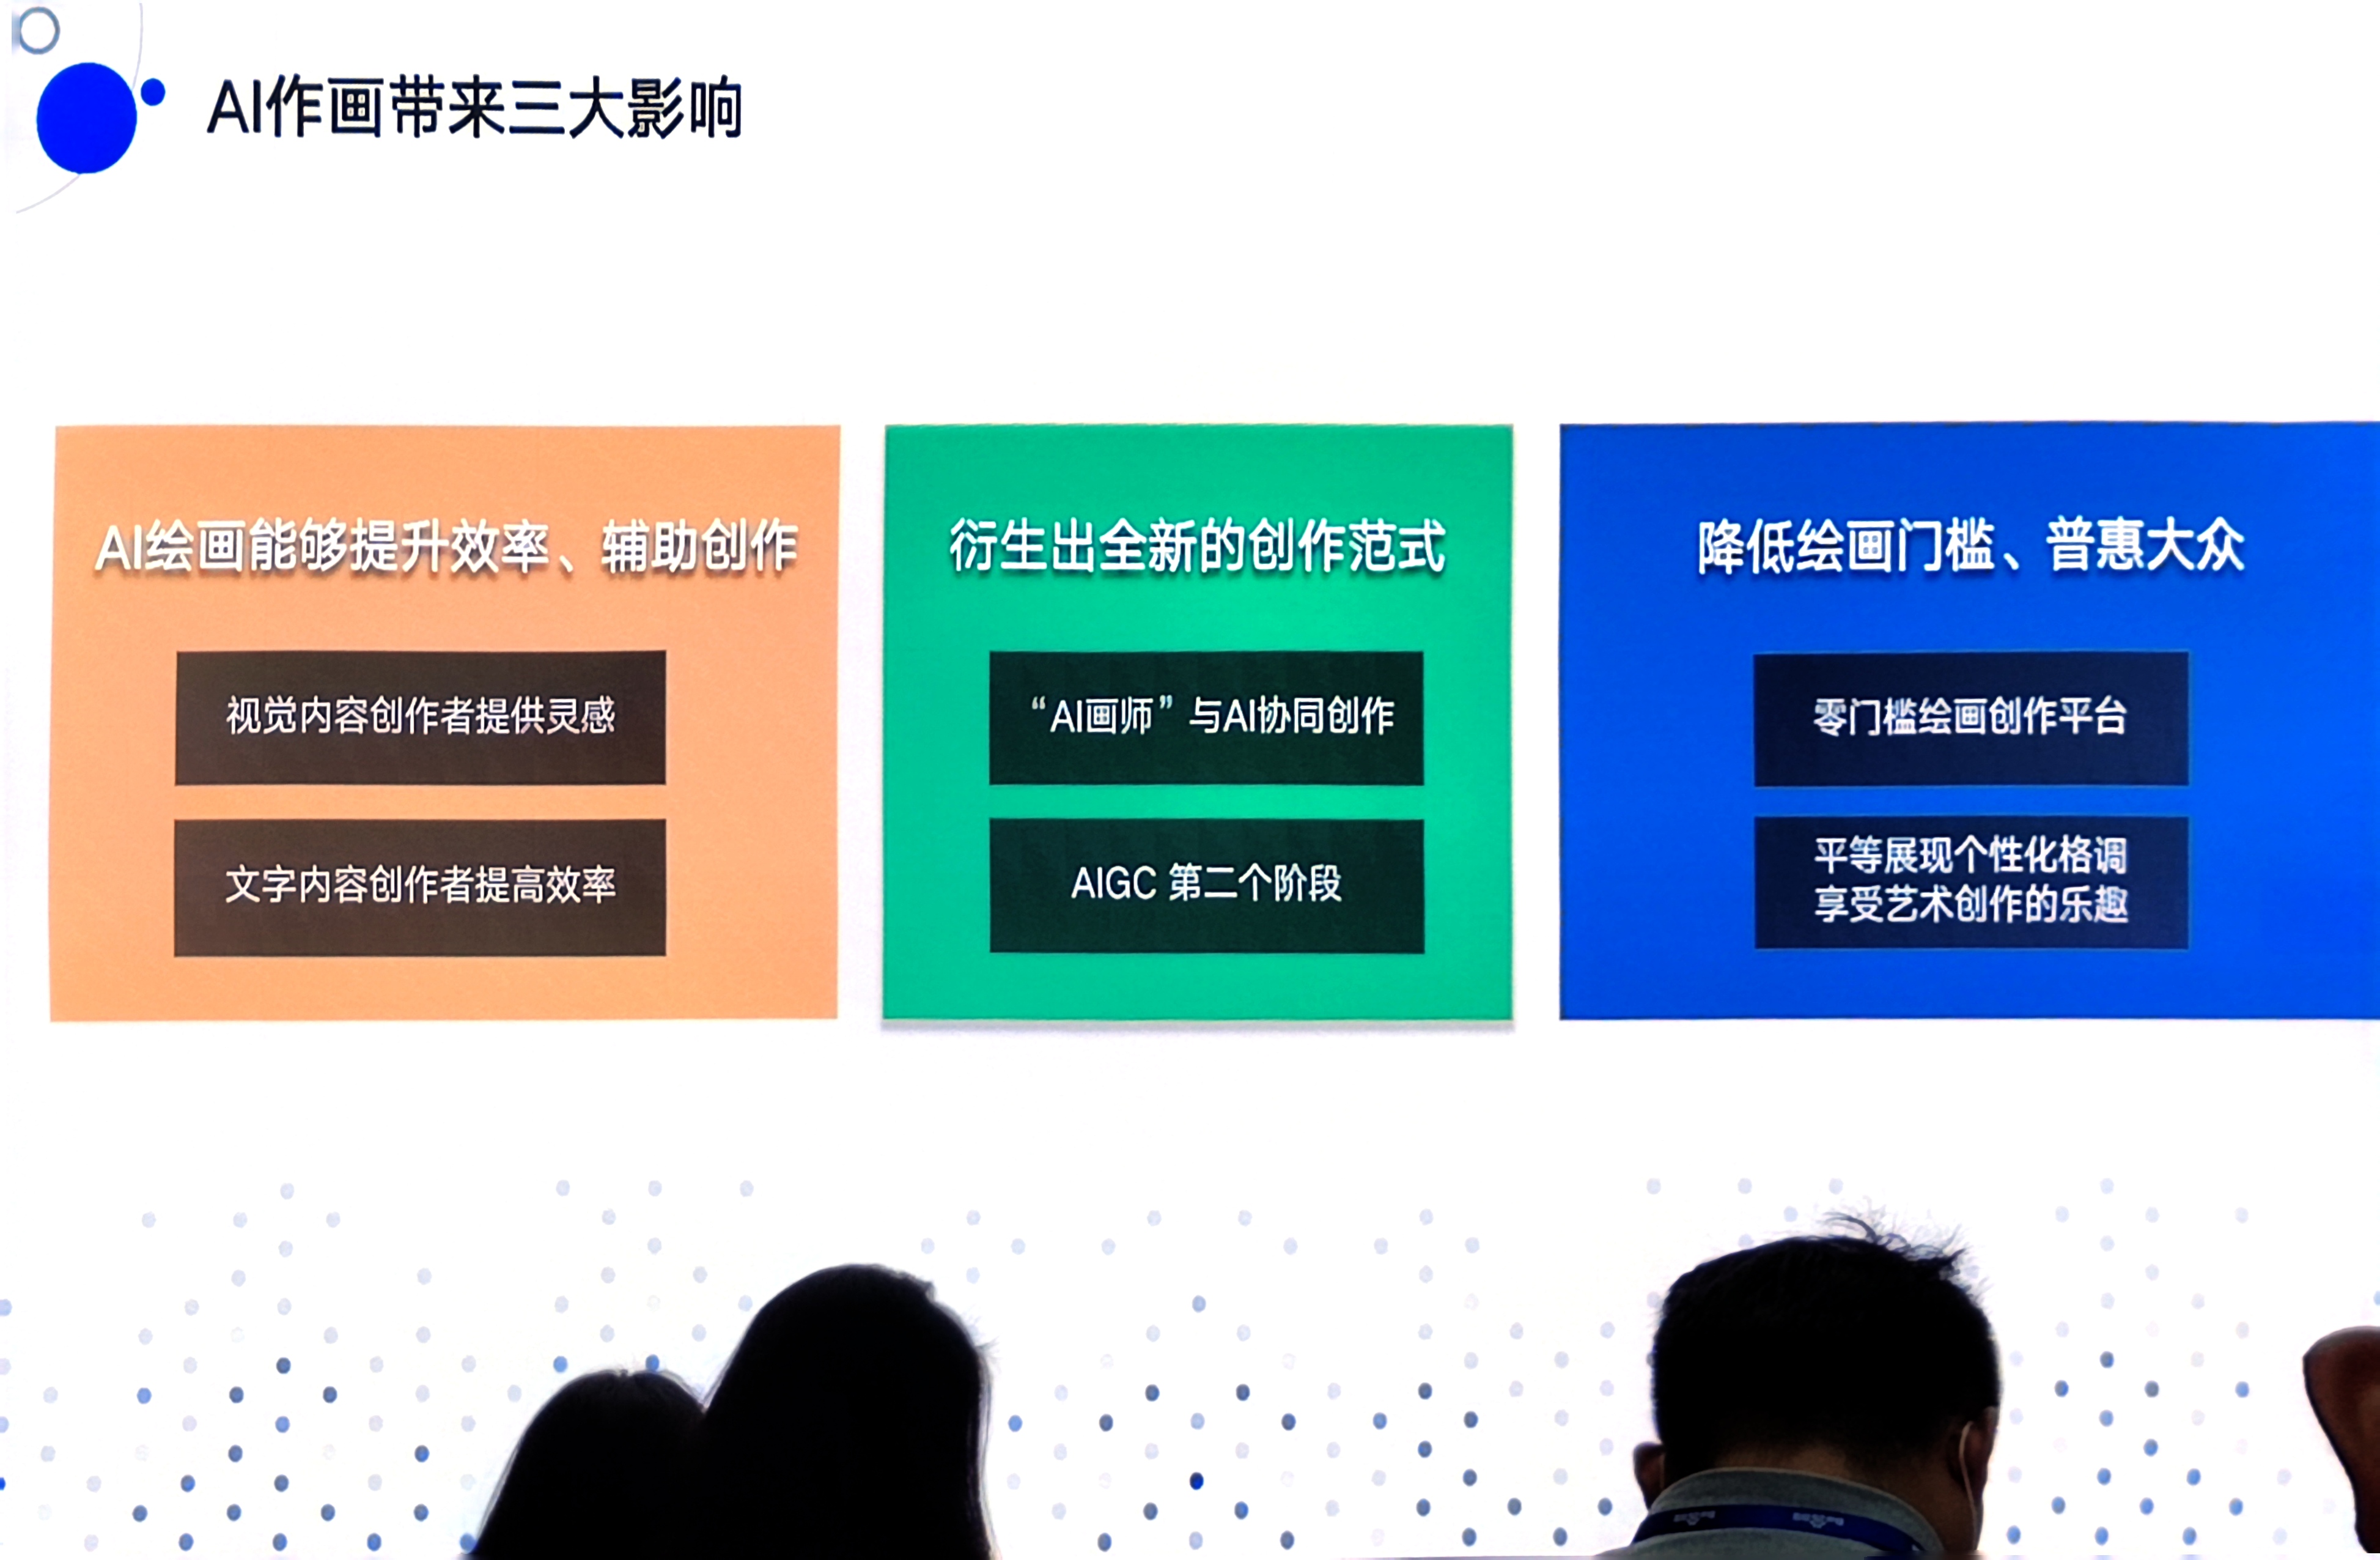 AI作画带来三大影响
AI绘画能够提升效率、辅助创作
视觉内容创作者提供灵感
文字内容创作者提高效率
衍生出全新的创作范式
“AI画师”与AI协同创作
AIGC 第二个阶段
降低绘画门槛、普惠大众
零门槛绘画创作平台
平等展现个性化格调
享受艺术创作的乐趣